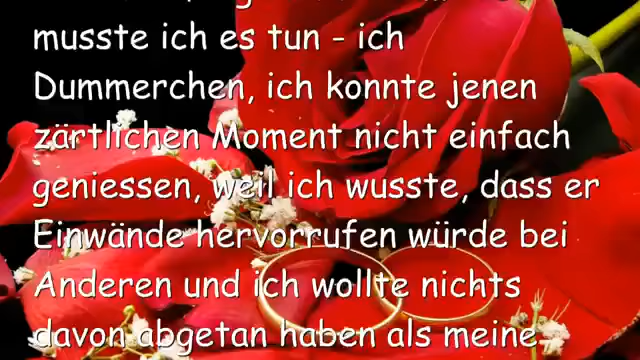 musste ich es tun - ich
Dummerchen, ich konnte jenen
zärtlichen Moment nicht einfach
geniessen, weil ich wusste, dass er
Einwände hervorrufen würde bei
Anderen und ich wollte nichts
davon abgetan haben als meine